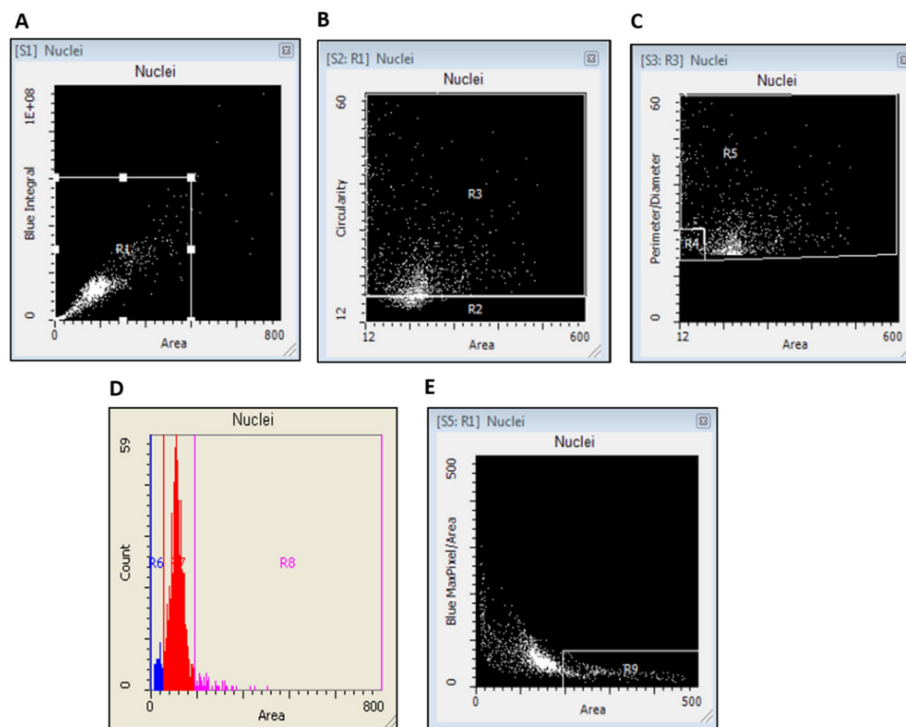 A
[S1] Nuclei
Nuclei
1E+08
Blue Integral
R1
0
0
800
Area
B
[S2: R1] Nuclei
Nuclei
60
Circularity
R3
R2
12
12
600
Area
C
[S3: R3] Nuclei
Nuclei
60
Perimeter/Diameter
R5
R4
0
12
600
Area
D
Nuclei
59
Count
R6
R8
0
0
800
Area
E
[S5: R1] Nuclei
Nuclei
500
Blue MaxPixel/Area
R9
0
0
500
Area